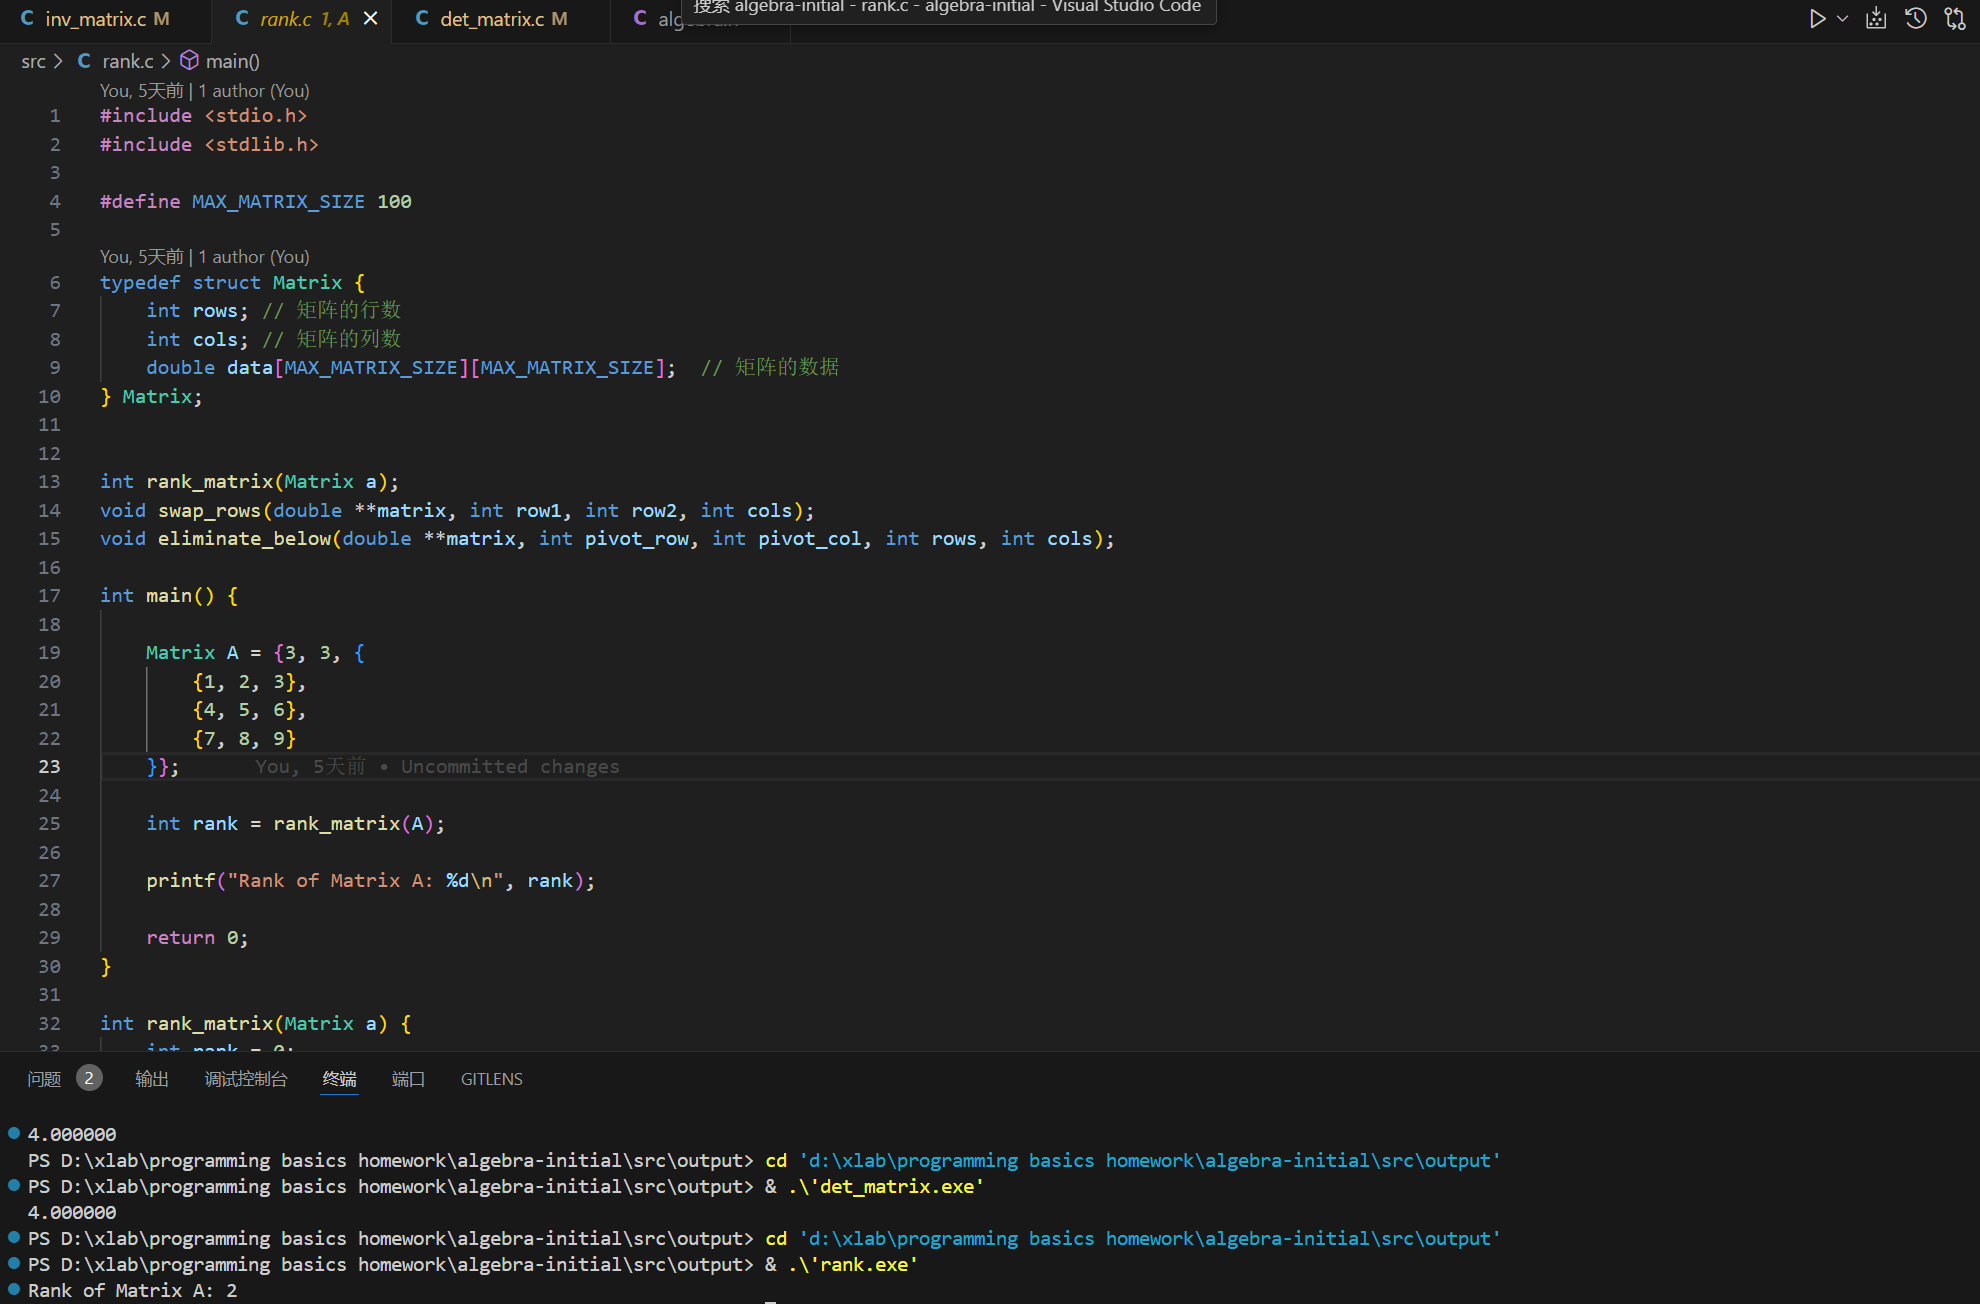 搜索 algebra-initial - rank.c - algebra-initial - Visual Studio Code
C inv_matrix.c M C rank.c 1, A × C det_matrix.c M C
src > C rank.c > main()
You, 5天前 | 1 author (You)
1 #include <stdio.h>
2 #include <stdlib.h>
3
4 #define MAX_MATRIX_SIZE 100
5
You, 5天前 | 1 author (You)
6 typedef struct Matrix {
7     int rows; // 矩阵的行数
8     int cols; // 矩阵的列数
9     double data[MAX_MATRIX_SIZE][MAX_MATRIX_SIZE];  // 矩阵的数据
10 } Matrix;
11
12
13 int rank_matrix(Matrix a);
14 void swap_rows(double **matrix, int row1, int row2, int cols);
15 void eliminate_below(double **matrix, int pivot_row, int pivot_col, int rows, int cols);
16
17 int main() {
18
19     Matrix A = {3, 3, {
20         {1, 2, 3},
21         {4, 5, 6},
22         {7, 8, 9}
23     }};      You, 5天前 • Uncommitted changes
24
25     int rank = rank_matrix(A);
26
27     printf("Rank of Matrix A: %d\n", rank);
28
29     return 0;
30 }
31
32 int rank_matrix(Matrix a) {
33     int rank = 0;
问题 2 输出 调试控制台 终端 端口 GITLENS
4.000000
PS D:\xlab\programming basics homework\algebra-initial\src\output> cd 'd:\xlab\programming basics homework\algebra-initial\src\output'
PS D:\xlab\programming basics homework\algebra-initial\src\output> & .\'det_matrix.exe'
4.000000
PS D:\xlab\programming basics homework\algebra-initial\src\output> cd 'd:\xlab\programming basics homework\algebra-initial\src\output'
PS D:\xlab\programming basics homework\algebra-initial\src\output> & .\'rank.exe'
Rank of Matrix A: 2